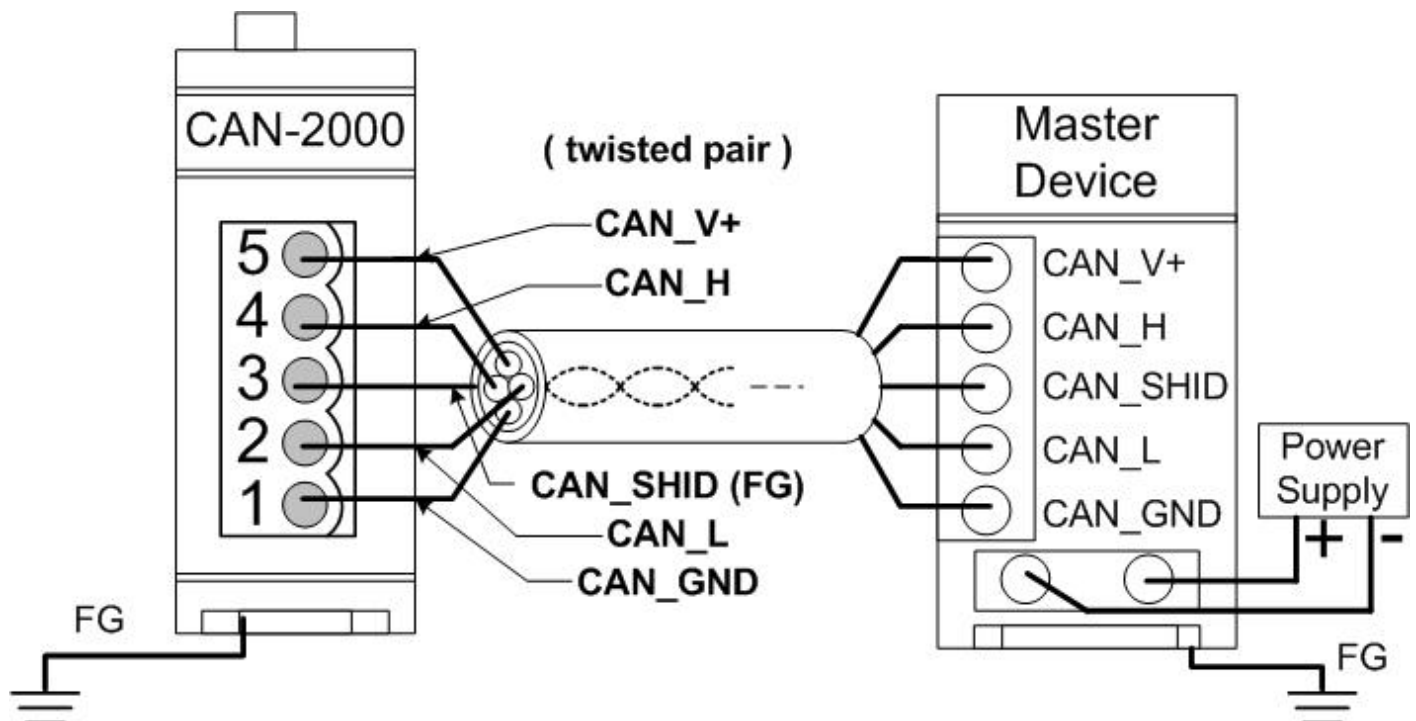 CAN-2000
( twisted pair )
CAN_V+
CAN_H
5
4
3
2
1
CAN_SHID (FG)
CAN_L
CAN_GND
FG
Master
Device
CAN_V+
CAN_H
CAN_SHID
CAN_L
CAN_GND
Power
Supply
+ -
FG